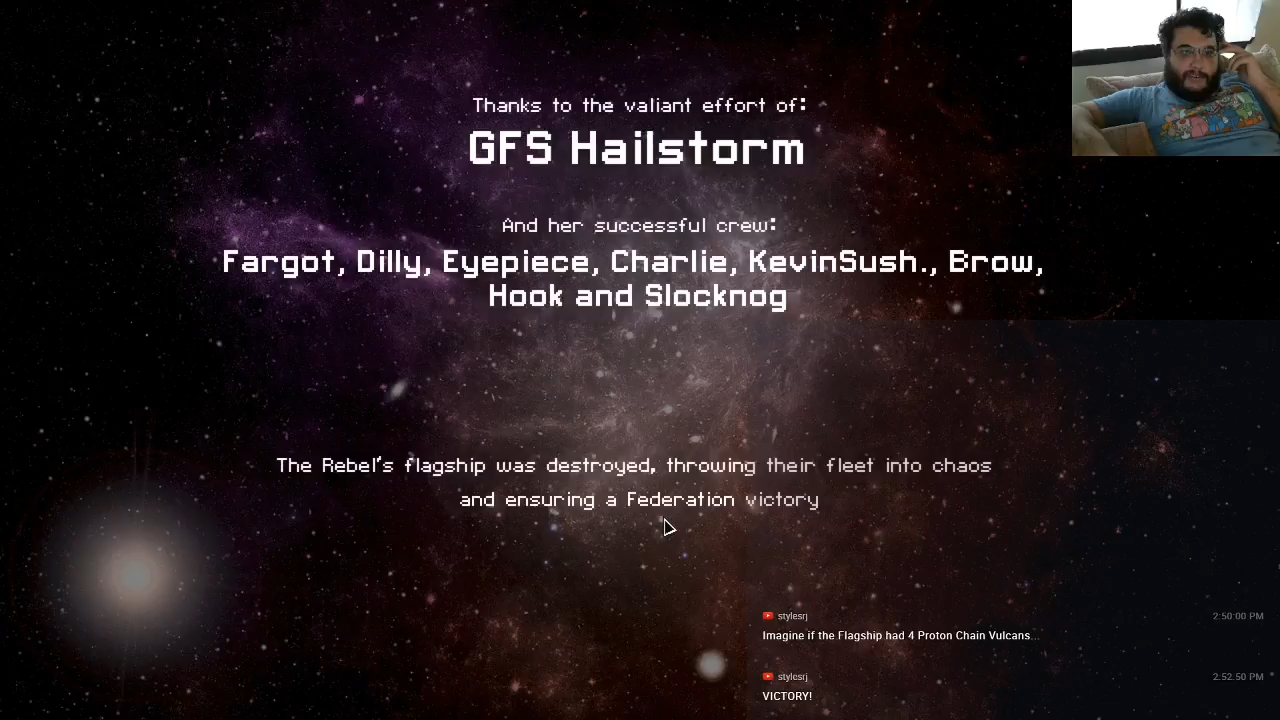 Thanks to the valiant effort of:
GFS Hailstorm
And her successful crew:
Fargot, Dilly, Eyepiece, Charlie, KevinSush., Brow,
Hook and Slocknog
The Rebel's flagship was destroyed, throwing their fleet into chaos
and ensuring a Federation victory
stylesrj 2:50:00 PM
Imagine if the Flagship had 4 Proton Chain Vulcans...
stylesrj 2:52:50 PM
VICTORY!